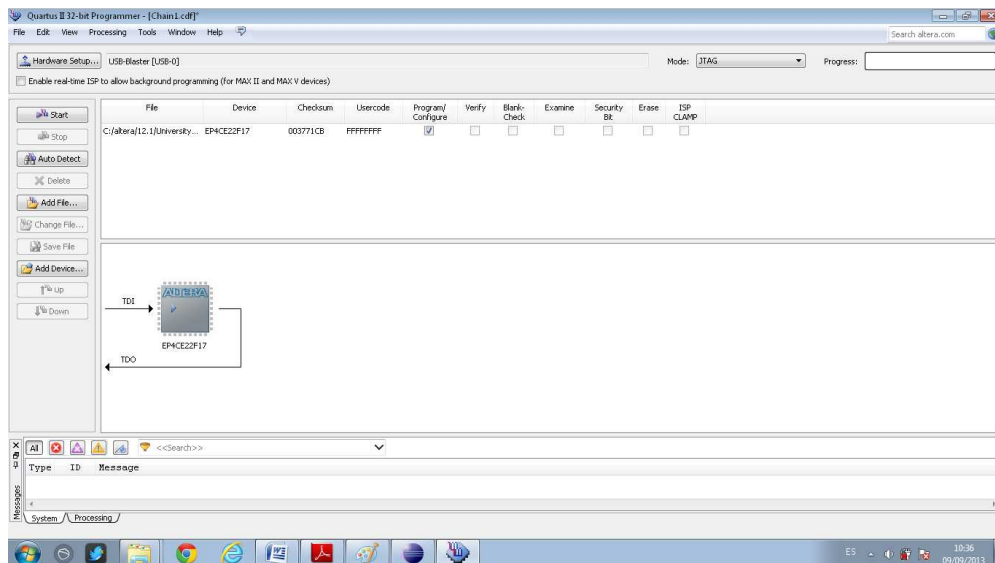 Quartus II 32-bit Programmer - [Chain1.cdf]*
File Edit View Processing Tools Window Help
Search altera.com
Hardware Setup... USB-Blaster [USB-0] Mode: JTAG Progress:
Enable real-time ISP to allow background programming (for MAX II and MAX V devices)
Start
Stop
Auto Detect
Delete
Add File...
Change File...
Save File
Add Device...
Up
Down
File Device Checksum Usercode Program/Configure Verify Blank-Check Examine Security Bit Erase ISP CLAMP
C:/altera/12.1/University... EP4CE22F17 003771CB FFFFFFFF
TDI
ALTERA
EP4CE22F17
TDO
All <<Search>>
Type ID Message
Messages
System Processing
ES 10:36
09/09/2013